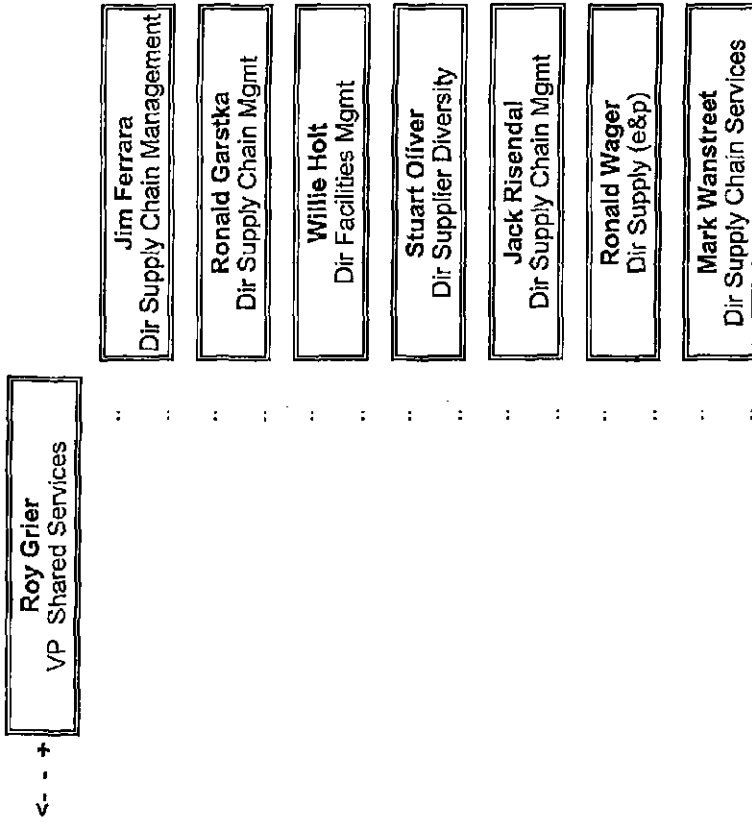 <- - +
Roy Grier
VP Shared Services
Jim Ferrara
Dir Supply Chain Management
Ronald Garstka
Dir Supply Chain Mgmt
Willie Holt
Dir Facilities Mgmt
Stuart Oliver
Dir Supplier Diversity
Jack Risendal
Dir Supply Chain Mgmt
Ronald Wager
Dir Supply (e&p)
Mark Wanstreet
Dir Supply Chain Services